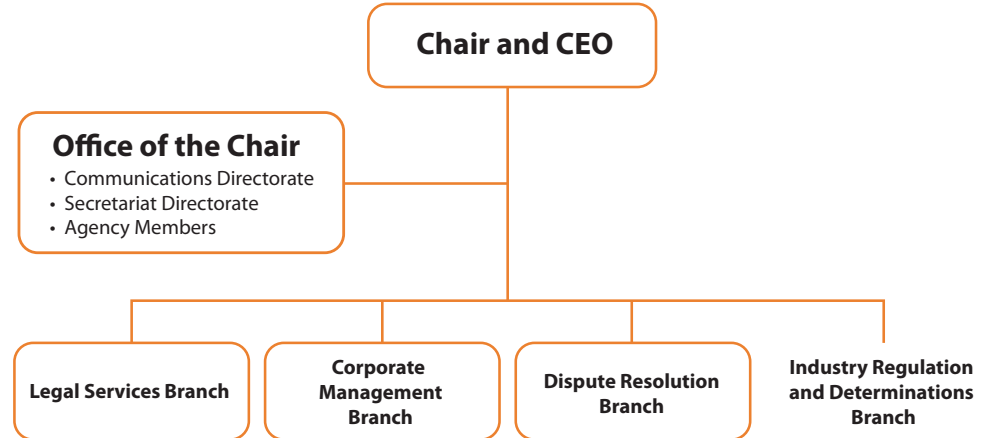 Chair and CEO
Office of the Chair
• Communications Directorate
• Secretariat Directorate
• Agency Members
Legal Services Branch
Corporate
Management
Branch
Dispute Resolution
Branch
Industry Regulation
and Determinations
Branch